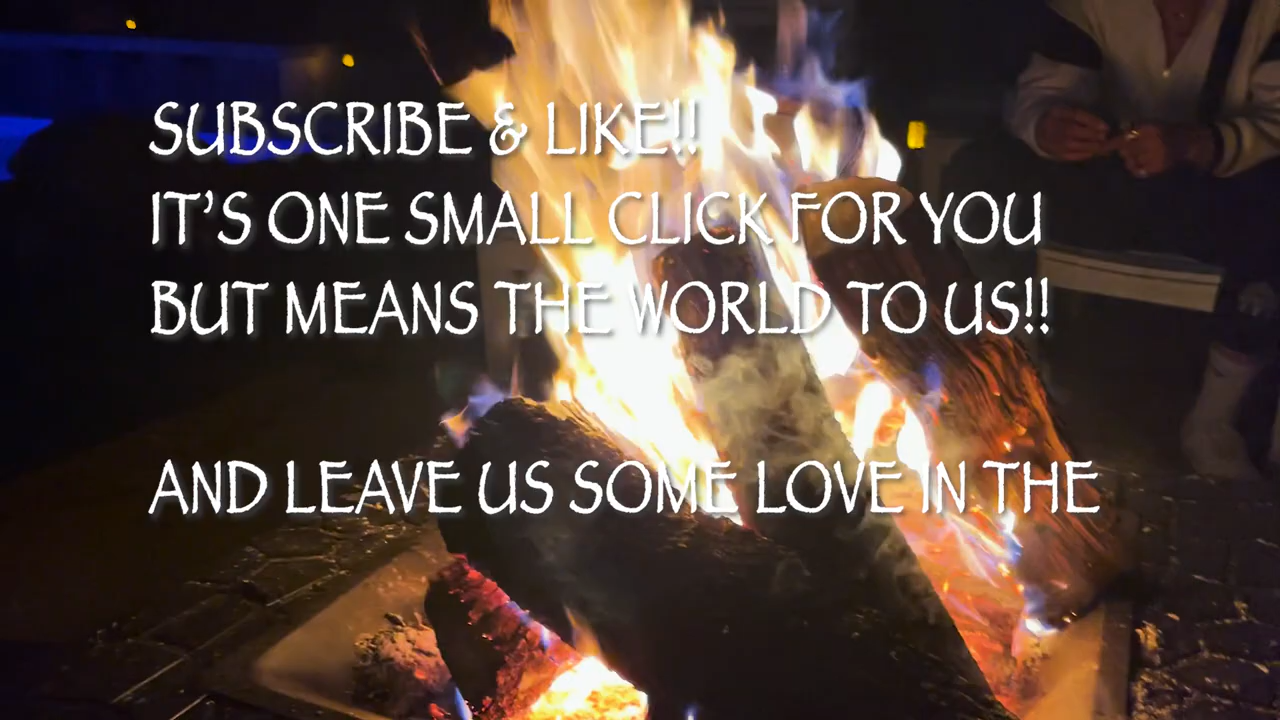 SUBSCRIBE & LIKE!!
IT'S ONE SMALL CLICK FOR YOU
BUT MEANS THE WORLD TO US!!
AND LEAVE US SOME LOVE IN THE